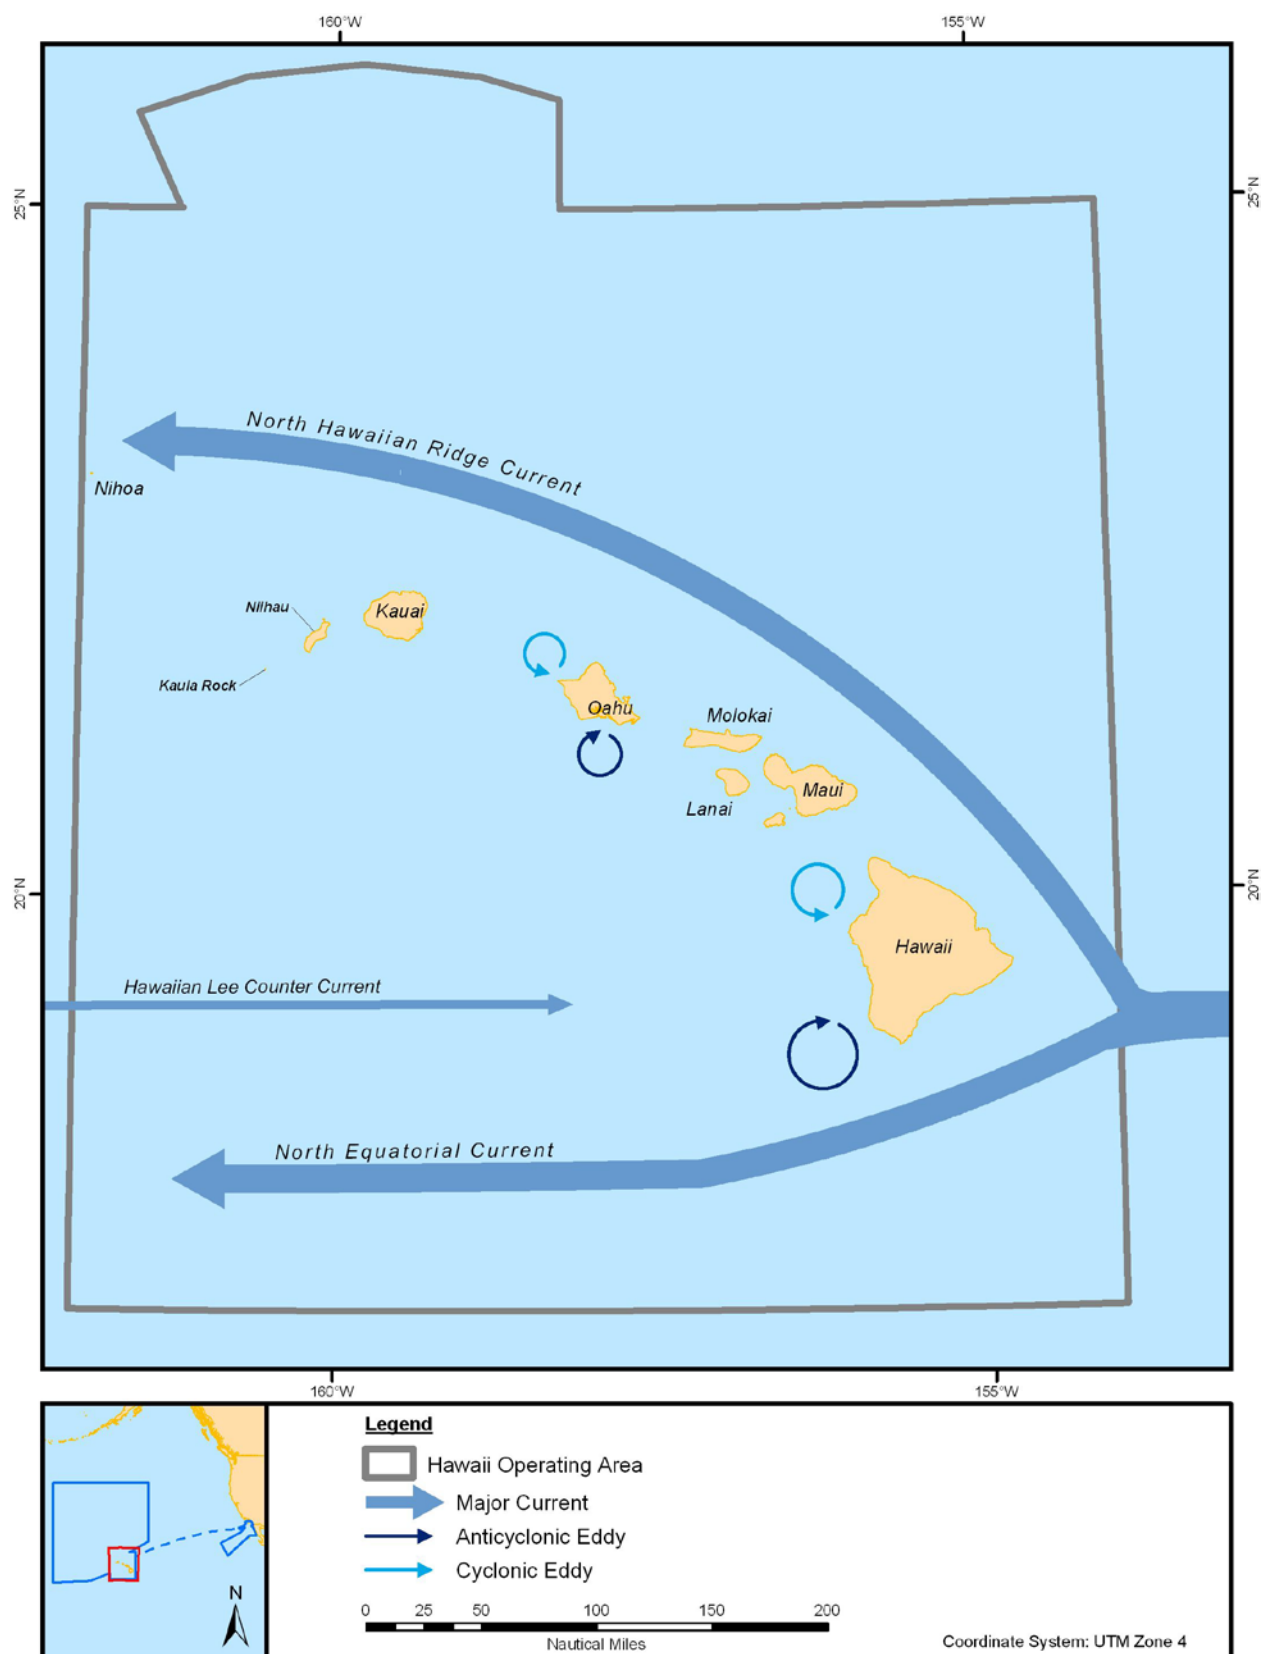 160°W 155°W
25°N 25°N
North Hawaiian Ridge Current
Nihoa
Niihau
Kauai
Kaula Rock
Oahu
Molokai
Maui
Lanai
20°N 20°N
Hawaii
Hawaiian Lee Counter Current
North Equatorial Current
160°W 155°W
Legend
Hawaii Operating Area
Major Current
Anticyclonic Eddy
Cyclonic Eddy
N
0 25 50 100 150 200
Nautical Miles
Coordinate System: UTM Zone 4